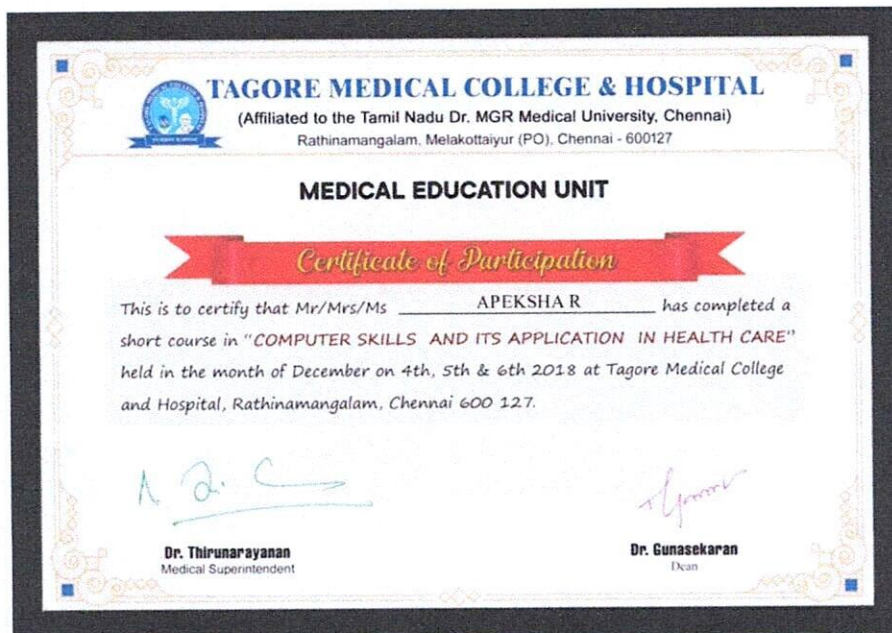 TAGORE MEDICAL COLLEGE & HOSPITAL
(Affiliated to the Tamil Nadu Dr. MGR Medical University, Chennai)
Rathinamangalam, Melakottaiyur (PO), Chennai - 600127
MEDICAL EDUCATION UNIT
Certificate of Participation
This is to certify that Mr/Mrs/Ms APEKSHA R has completed a
short course in "COMPUTER SKILLS AND ITS APPLICATION IN HEALTH CARE"
held in the month of December on 4th, 5th & 6th 2018 at Tagore Medical College
and Hospital, Rathinamangalam, Chennai 600 127.
Dr. Thirunarayanan
Medical Superintendent
Dr. Gunasekaran
Dean